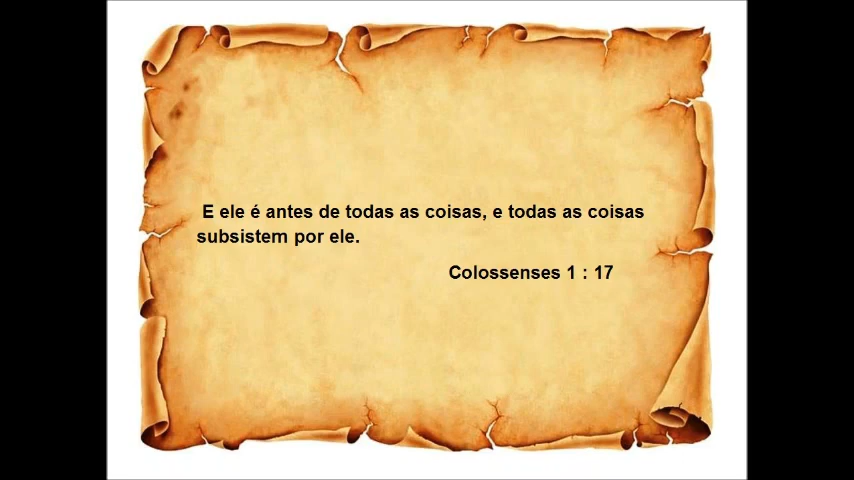 E ele é antes de todas as coisas, e todas as coisas
subsistem por ele.
Colossenses 1 : 17